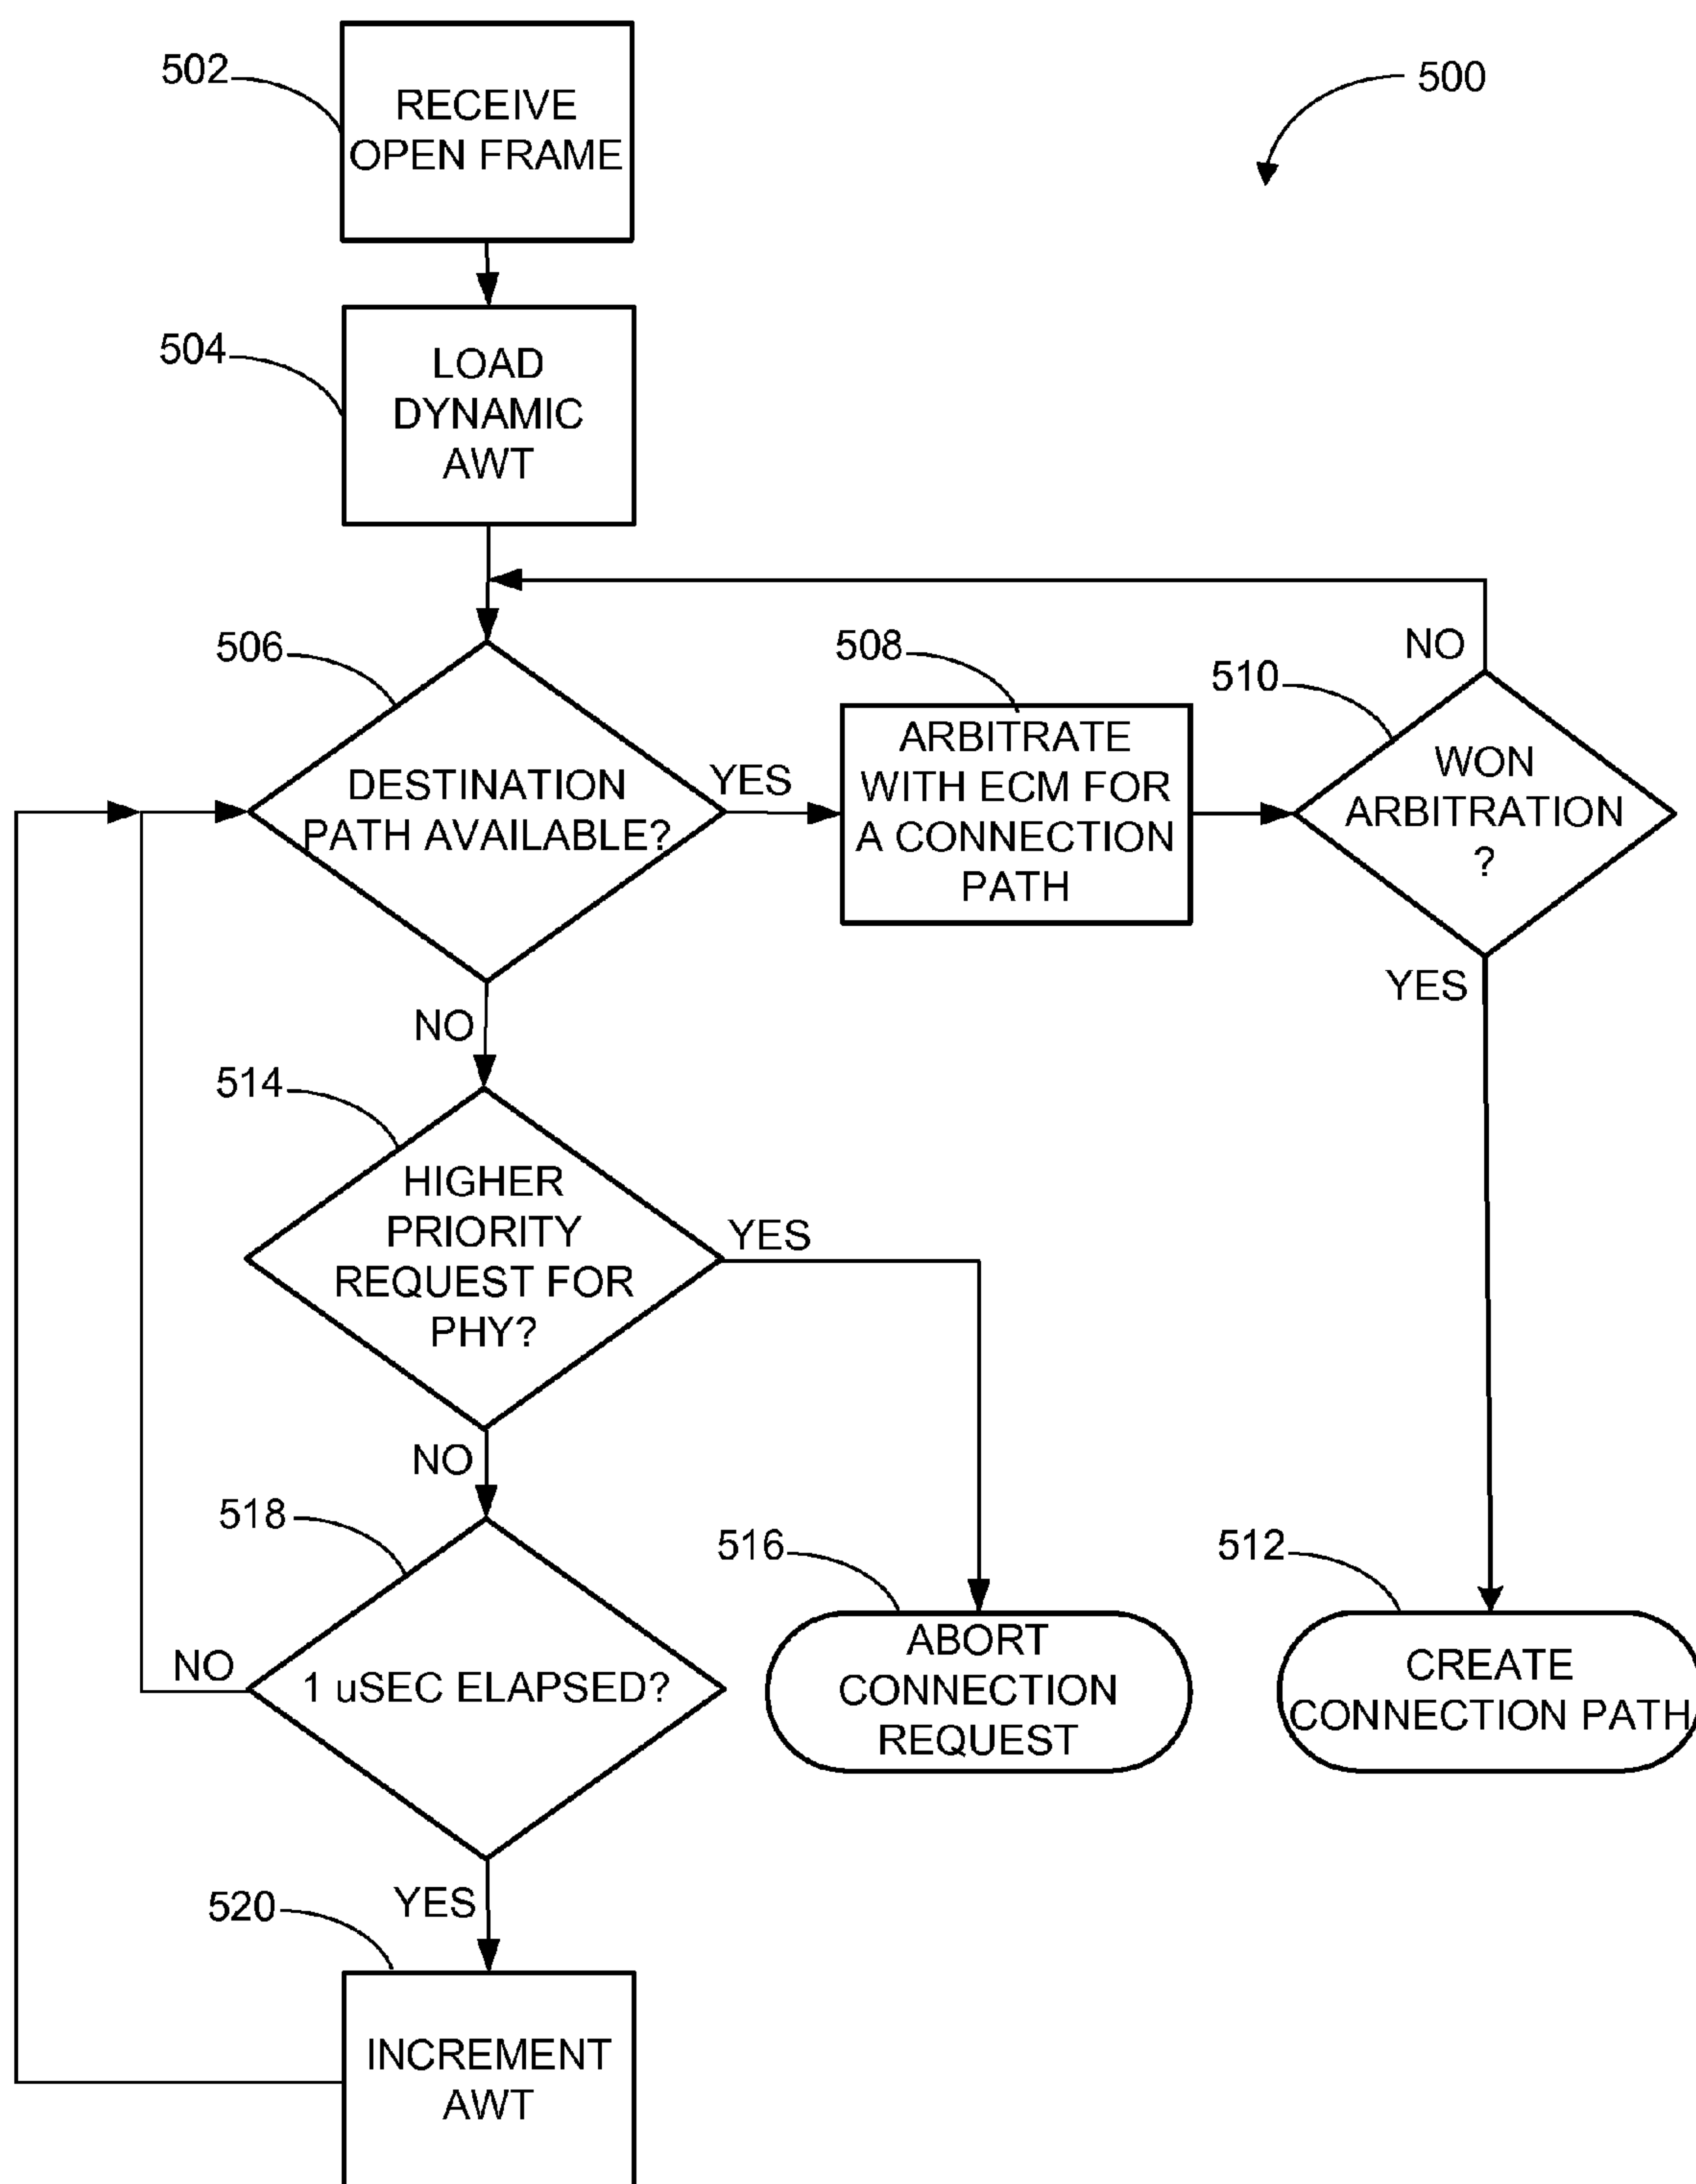 502
RECEIVE
OPEN FRAME
500
504
LOAD
DYNAMIC
AWT
506
DESTINATION
PATH AVAILABLE?
YES
508
ARBITRATE
WITH ECM FOR
A CONNECTION
PATH
510
NO
WON
ARBITRATION
?
YES
NO
514
HIGHER
PRIORITY
REQUEST FOR
PHY?
YES
NO
518
1 uSEC ELAPSED?
NO
516
ABORT
CONNECTION
REQUEST
512
CREATE
CONNECTION PATH
YES
520
INCREMENT
AWT